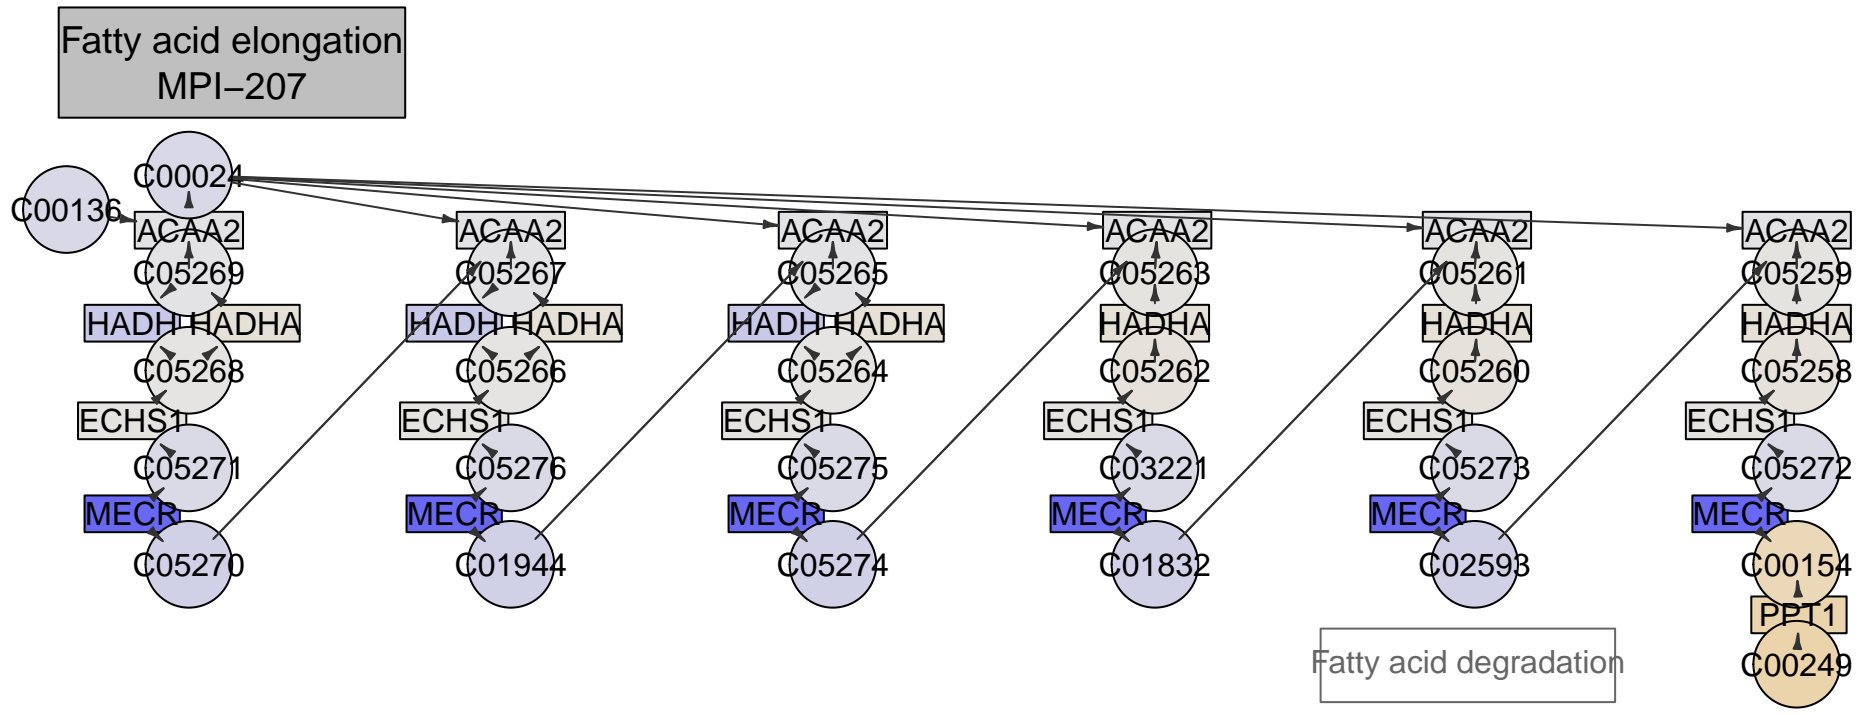 Fatty acid elongation
MPI−207
C00024
C00136
ACAA2 ACAA2 ACAA2 ACAA2 ACAA2 ACAA2
C05269 C05267 C05265 C05263 C05261 C05259
HADH HADHA HADH HADHA HADH HADHA HADHA HADHA HADHA
C05268 C05266 C05264 C05262 C05260 C05258
ECHS1 ECHS1 ECHS1 ECHS1 ECHS1 ECHS1
C05271 C05276 C05275 C03221 C05273 C05272
MECR MECR MECR MECR MECR MECR
C05270 C01944 C05274 C01832 C02593 C00154
PPT1
Fatty acid degradation C00249